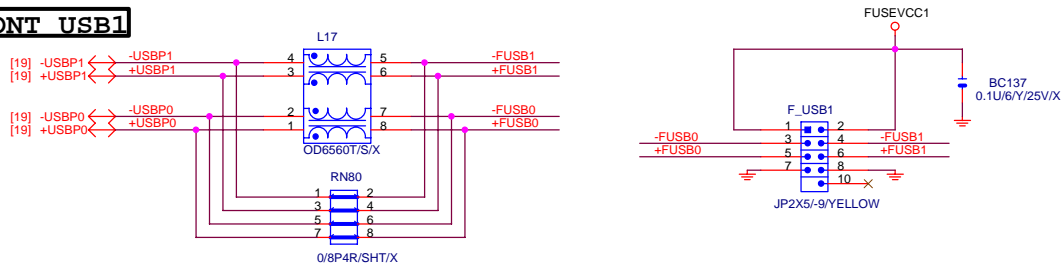 ONT USB1
FUSEVCC1
L17
[19] -USBP1
-USBP1
4
5
-FUSB1
[19] +USBP1
+USBP1
3
6
+FUSB1
[19] -USBP0
-USBP0
2
7
-FUSB0
[19] +USBP0
+USBP0
1
8
+FUSB0
OD6560T/S/X
RN80
1
2
3
4
5
6
7
8
0/8P4R/SHT/X
BC137
0.1U/6/Y/25V/X
F_USB1
1
2
-FUSB0
3
4
-FUSB1
+FUSB0
5
6
+FUSB1
7
8
10
JP2X5/-9/YELLOW